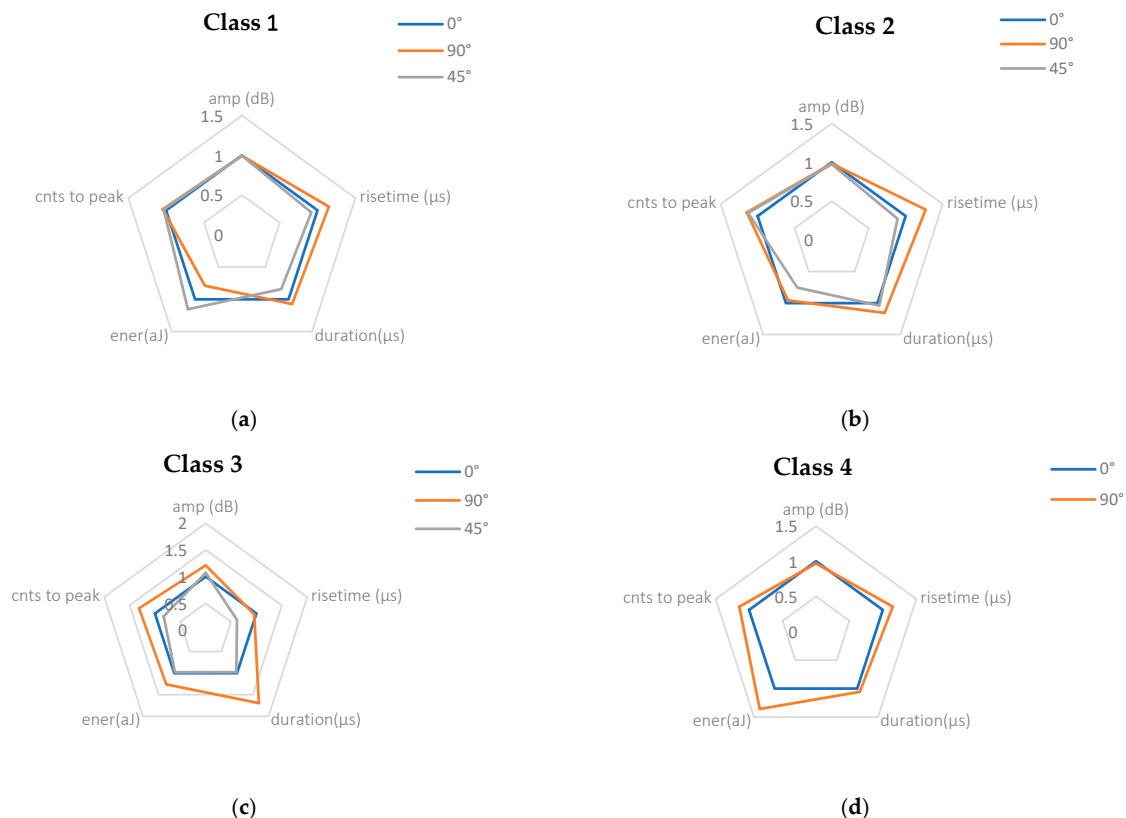 Class 1
0°
90°
45°
amp (dB)
1.5
1
0.5
0
cnts to peak
risetime (µs)
ener(aJ)
duration(µs)
(a)
Class 2
0°
90°
45°
amp (dB)
1.5
1
0.5
0
cnts to peak
risetime (µs)
ener(aJ)
duration(µs)
(b)
Class 3
0°
90°
45°
amp (dB)
2
1.5
1
0.5
0
cnts to peak
risetime (µs)
ener(aJ)
duration(µs)
(c)
Class 4
0°
90°
amp (dB)
1.5
1
0.5
0
cnts to peak
risetime (µs)
ener(aJ)
duration(µs)
(d)